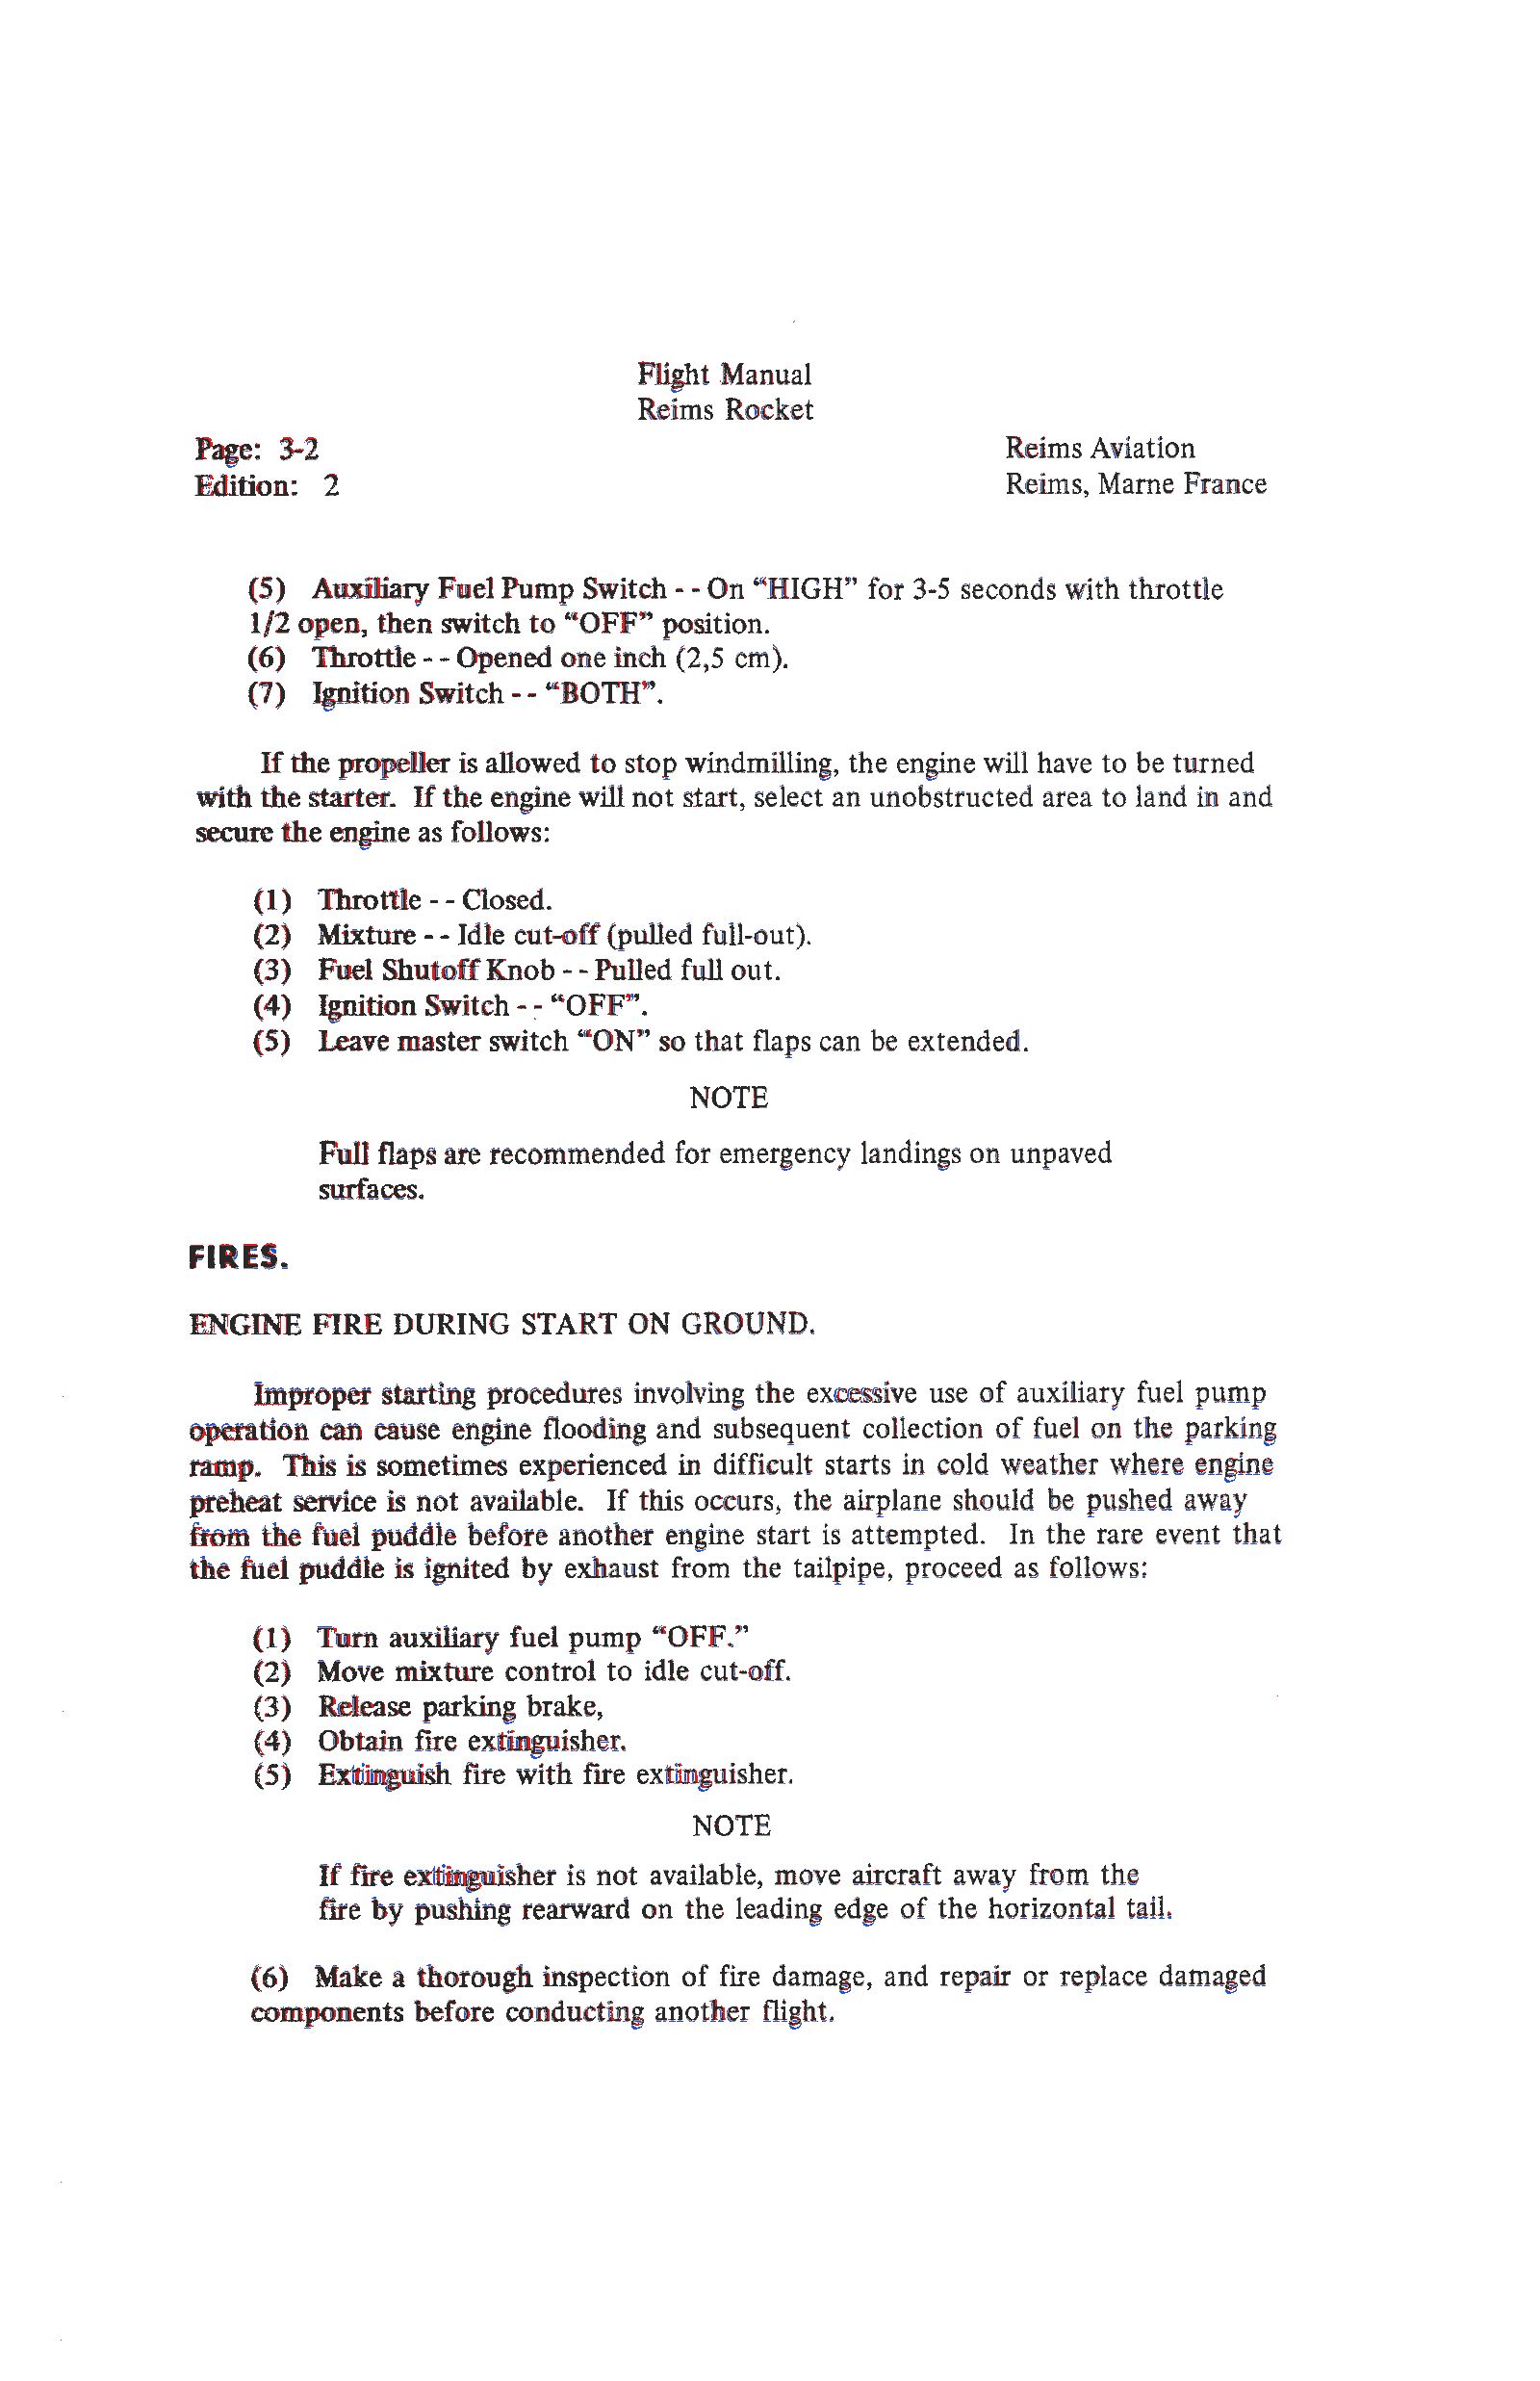 Flight Manual
Reims Rocket
Page: 3-2
Reims Aviation
Edition: 2
Reims, Marne France
(5) Auxiliary Fuel Pump Switch - - On “HIGH” for 3-5 seconds with throttle
1/2 open, then switch to “OFF” position.
(6) Throttle - - Opened one inch (2,5 cm).
(7) Ignition Switch - - “BOTH”.
If the propeller is allowed to stop windmilling, the engine will have to be turned
with the starter. If the engine will not start, select an unobstructed area to land in and
secure the engine as follows:
(1) Throttle - - Closed.
(2) Mixture - - Idle cut-off (pulled full-out).
(3) Fuel Shutoff Knob - - Pulled full out.
(4) Ignition Switch - - “OFF”.
(5) Leave master switch “ON” so that flaps can be extended.
NOTE
Full flaps are recommended for emergency landings on unpaved
surfaces.
FIRES.
ENGINE FIRE DURING START ON GROUND.
Improper starting procedures involving the excessive use of auxiliary fuel pump
operation can cause engine flooding and subsequent collection of fuel on the parking
ramp. This is sometimes experienced in difficult starts in cold weather where engine
preheat service is not available. If this occurs, the airplane should be pushed away
from the fuel puddle before another engine start is attempted. In the rare event that
the fuel puddle is ignited by exhaust from the tailpipe, proceed as follows:
(1) Turn auxiliary fuel pump “OFF.”
(2) Move mixture control to idle cut-off.
(3) Release parking brake,
(4) Obtain fire extinguisher.
(5) Extinguish fire with fire extinguisher.
NOTE
If fire extinguisher is not available, move aircraft away from the
fire by pushing rearward on the leading edge of the horizontal tail.
(6) Make a thorough inspection of fire damage, and repair or replace damaged
components before conducting another flight.